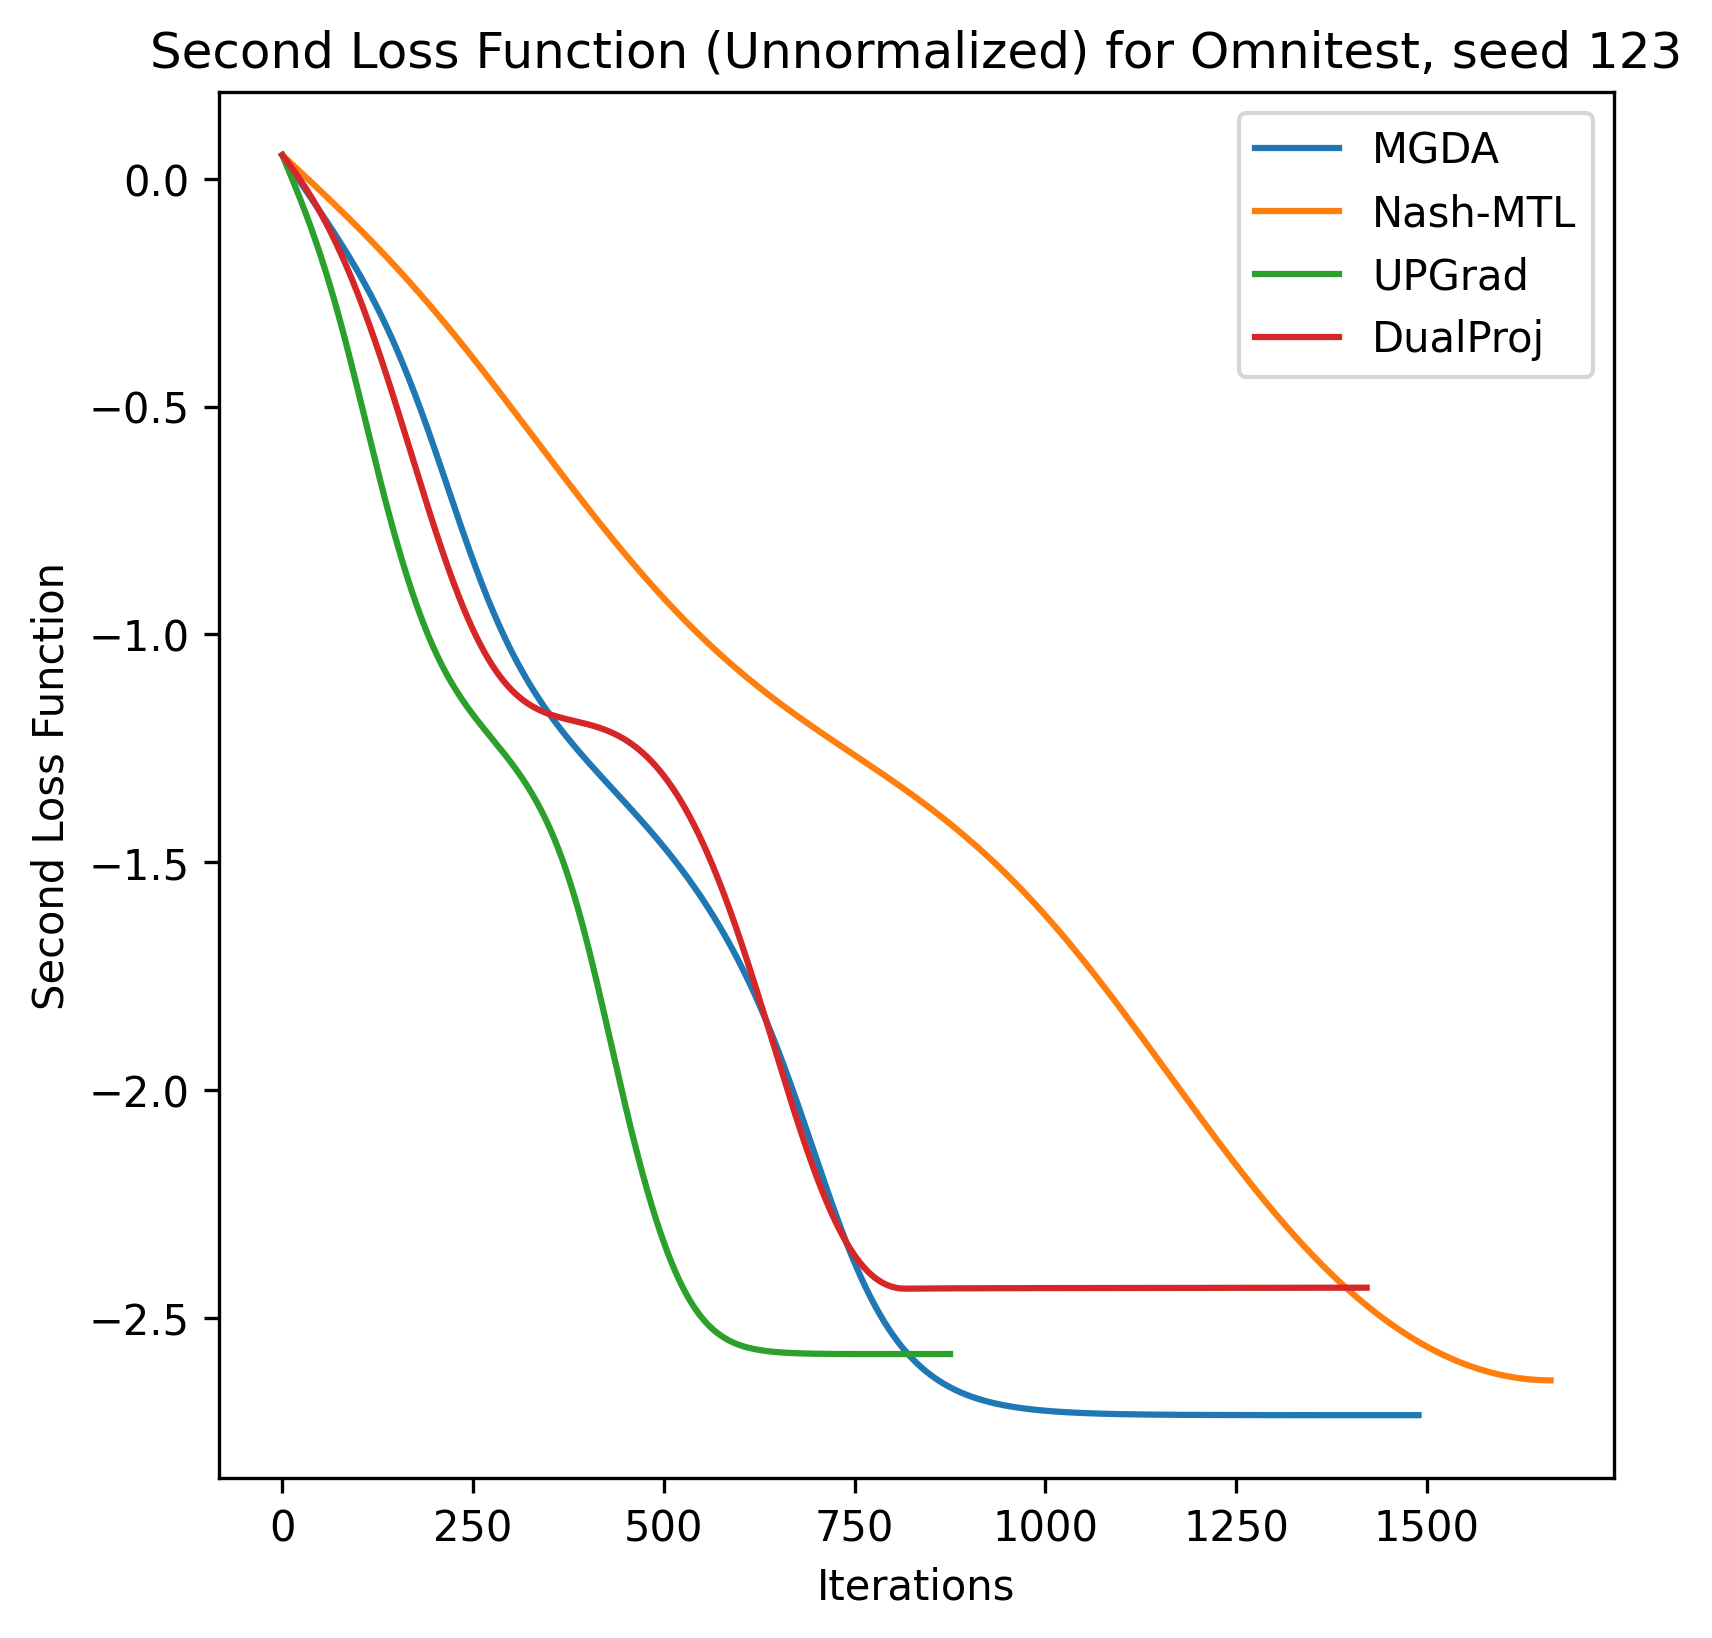 Second Loss Function (Unnormalized) for Omnitest, seed 123
MGDA
Nash-MTL
UPGrad
DualProj
0.0
−0.5
−1.0
−1.5
−2.0
−2.5
Second Loss Function
0 250 500 750 1000 1250 1500
Iterations